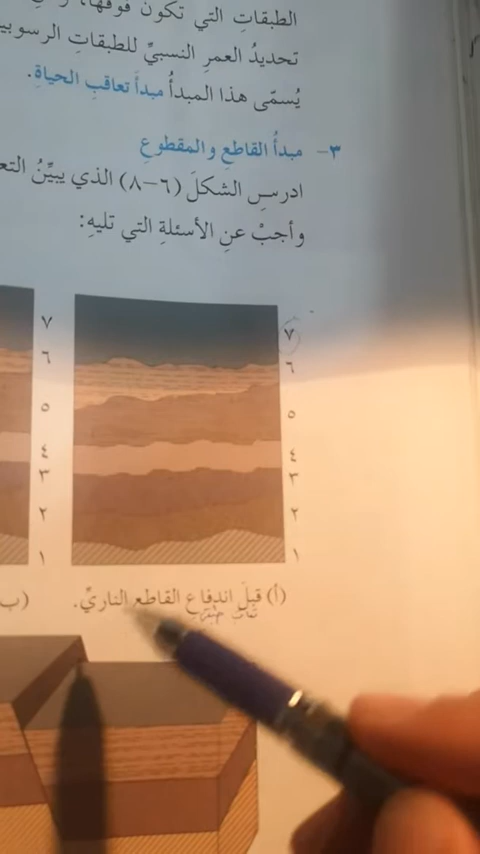 الطبقاتِ التي تكون فوقها،
تحديدُ العمرِ النسبيِّ للطبقاتِ
يُسمّى هذا المبدأُ مبدأَ تعاقبِ الحياةِ.
٣- مبدأُ القاطعِ والمقطوعِ
ادرسِ الشكلَ (٦-٨) الذي يبيِّنُ
وأجبْ عنِ الأسئلةِ التي تليهِ:
٧ ٧
٦ ٦
٥ ٥
٤ ٤
٣ ٣
٢ ٢
١ ١
(أ) قبلَ اندفاعِ القاطعِ الناريِّ. (ب